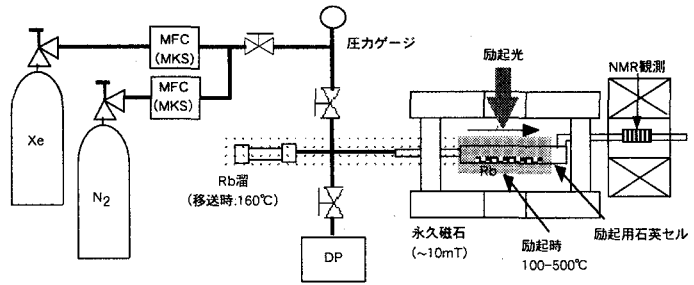 MFC
(MKS)
圧力ゲージ
励起光
NMR観測
MFC
(MKS)
Xe
N2
Rb溜
(移送時:160℃)
Rb
永久磁石
(~10mT)
励起時
100-500℃
励起用石英セル
DP